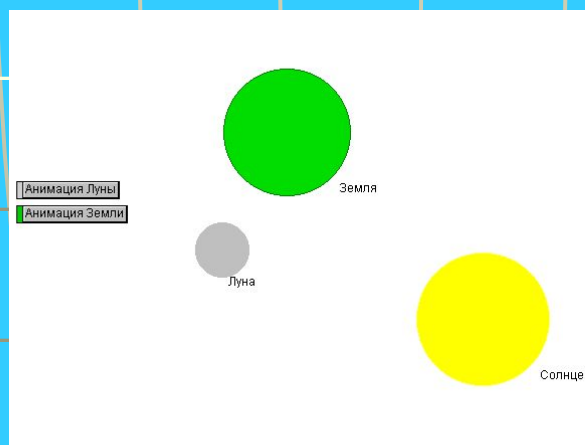 Земля
Анимация Луны
Анимация Земли
Луна
Солнце